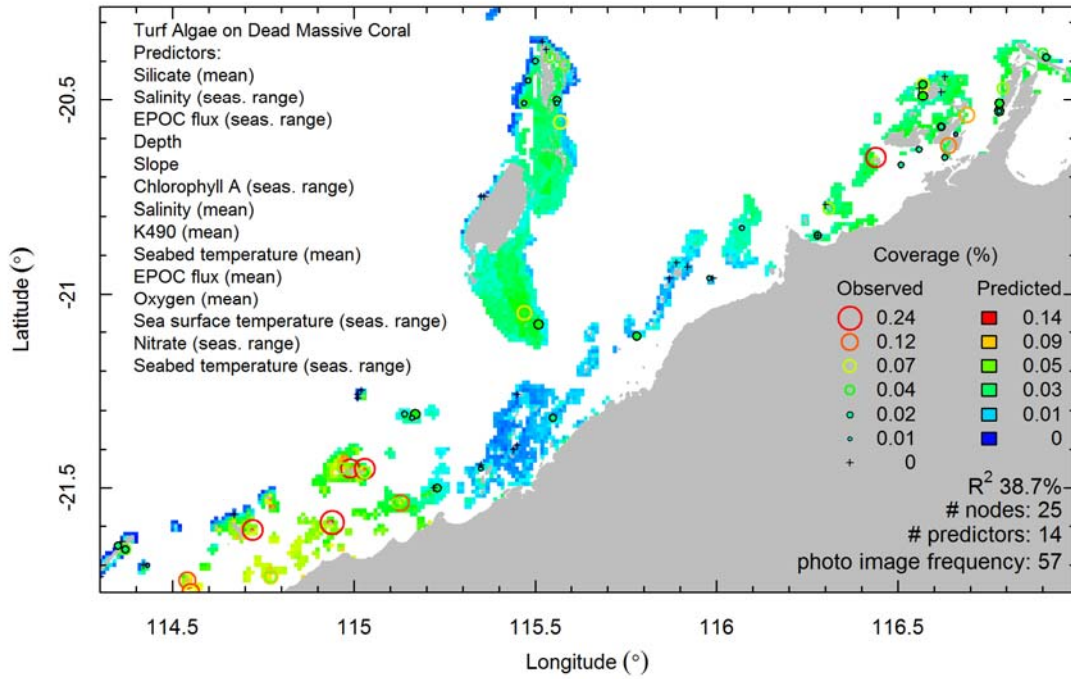 Turf Algae on Dead Massive Coral
Predictors:
Silicate (mean)
Salinity (seas. range)
EPOC flux (seas. range)
Depth
Slope
Chlorophyll A (seas. range)
Salinity (mean)
K490 (mean)
Seabed temperature (mean)
EPOC flux (mean)
Oxygen (mean)
Sea surface temperature (seas. range)
Nitrate (seas. range)
Seabed temperature (seas. range)
Latitude (°)
-20.5
-21
-21.5
Coverage (%)
Observed Predicted
0.24 0.14
0.12 0.09
0.07 0.05
0.04 0.03
0.02 0.01
0.01 0
0
R² 38.7%
# nodes: 25
# predictors: 14
photo image frequency: 57
114.5 115 115.5 116 116.5
Longitude (°)